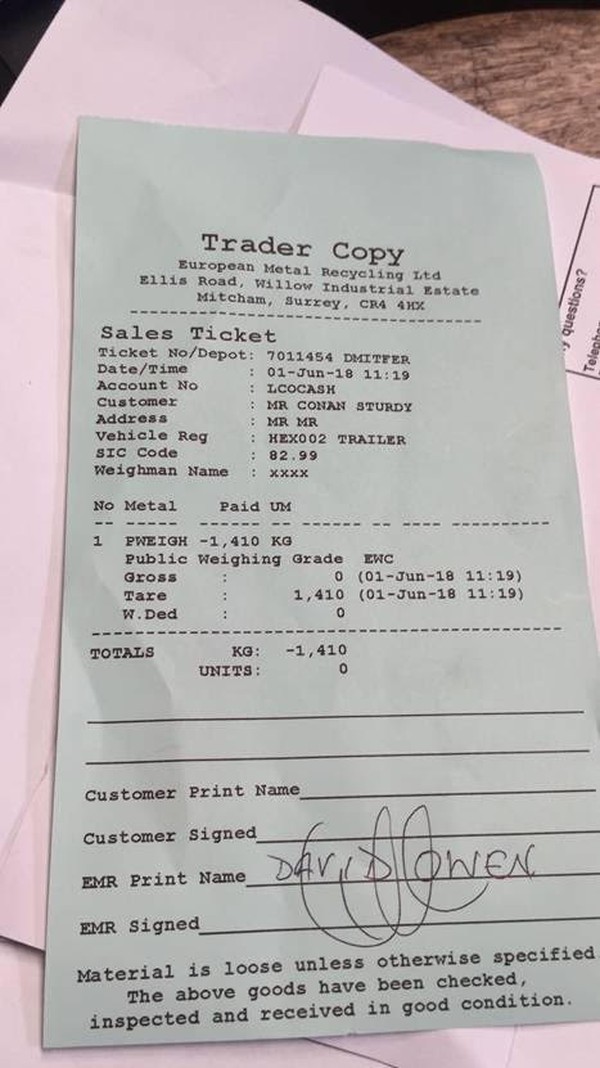 Trader Copy
European Metal Recycling Ltd
Ellis Road, Willow Industrial Estate
Mitcham, Surrey, CR4 4HX
Sales Ticket
Ticket No/Depot: 7011454 DMITFER
Date/Time : 01-Jun-18 11:19
Account No : LCOCASH
Customer : MR CONAN STURDY
Address : MR MR
Vehicle Reg : HEX002 TRAILER
SIC Code : 82.99
Weighman Name : xxxx
No Metal Paid UM
1 PWEIGH -1,410 KG
Public Weighing Grade EWC
Gross : 0 (01-Jun-18 11:19)
Tare : 1,410 (01-Jun-18 11:19)
W.Ded : 0
TOTALS KG: -1,410
UNITS: 0
Customer Print Name
Customer Signed
EMR Print Name DAVID OWEN
EMR Signed
Material is loose unless otherwise specified
The above goods have been checked,
inspected and received in good condition.
questions?